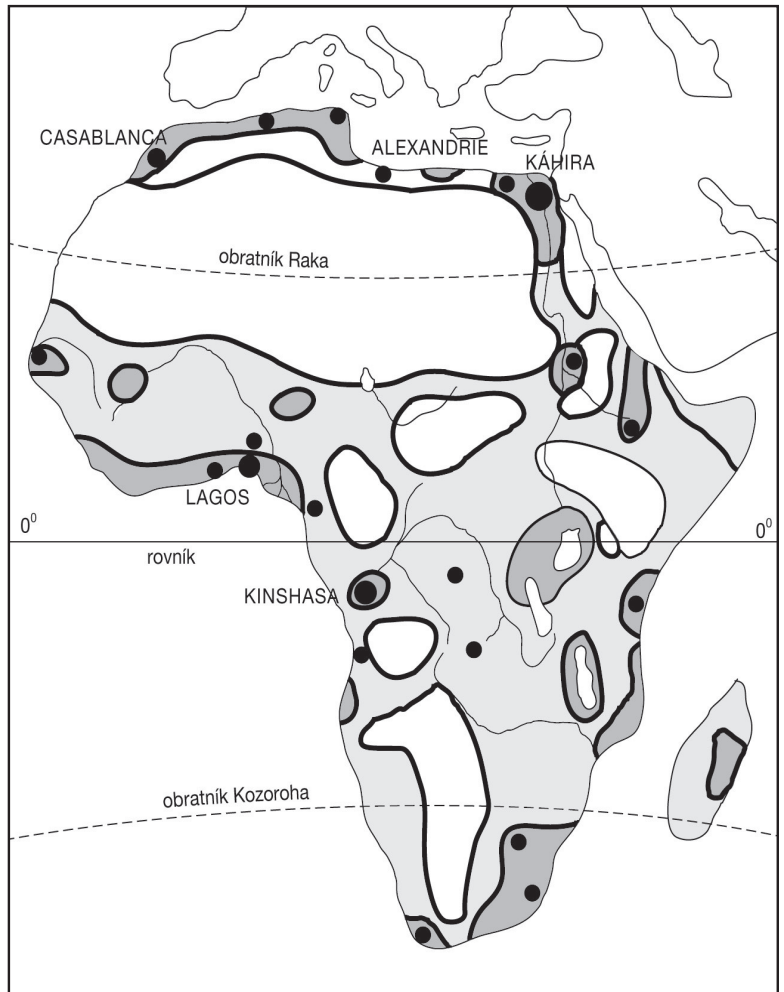 CASABLANCA
ALEXANDRIE
KÁHIRA
obratník Raka
LAGOS
0⁰
0⁰
rovník
KINSHASA
obratník Kozoroha